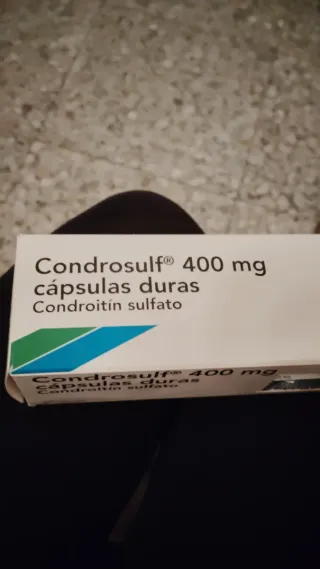 Condrosulf® 400 mg
cápsulas duras
Condroitín sulfato
Condrosulf® 400 mg
cápsulas duras
Condroitín sulfato